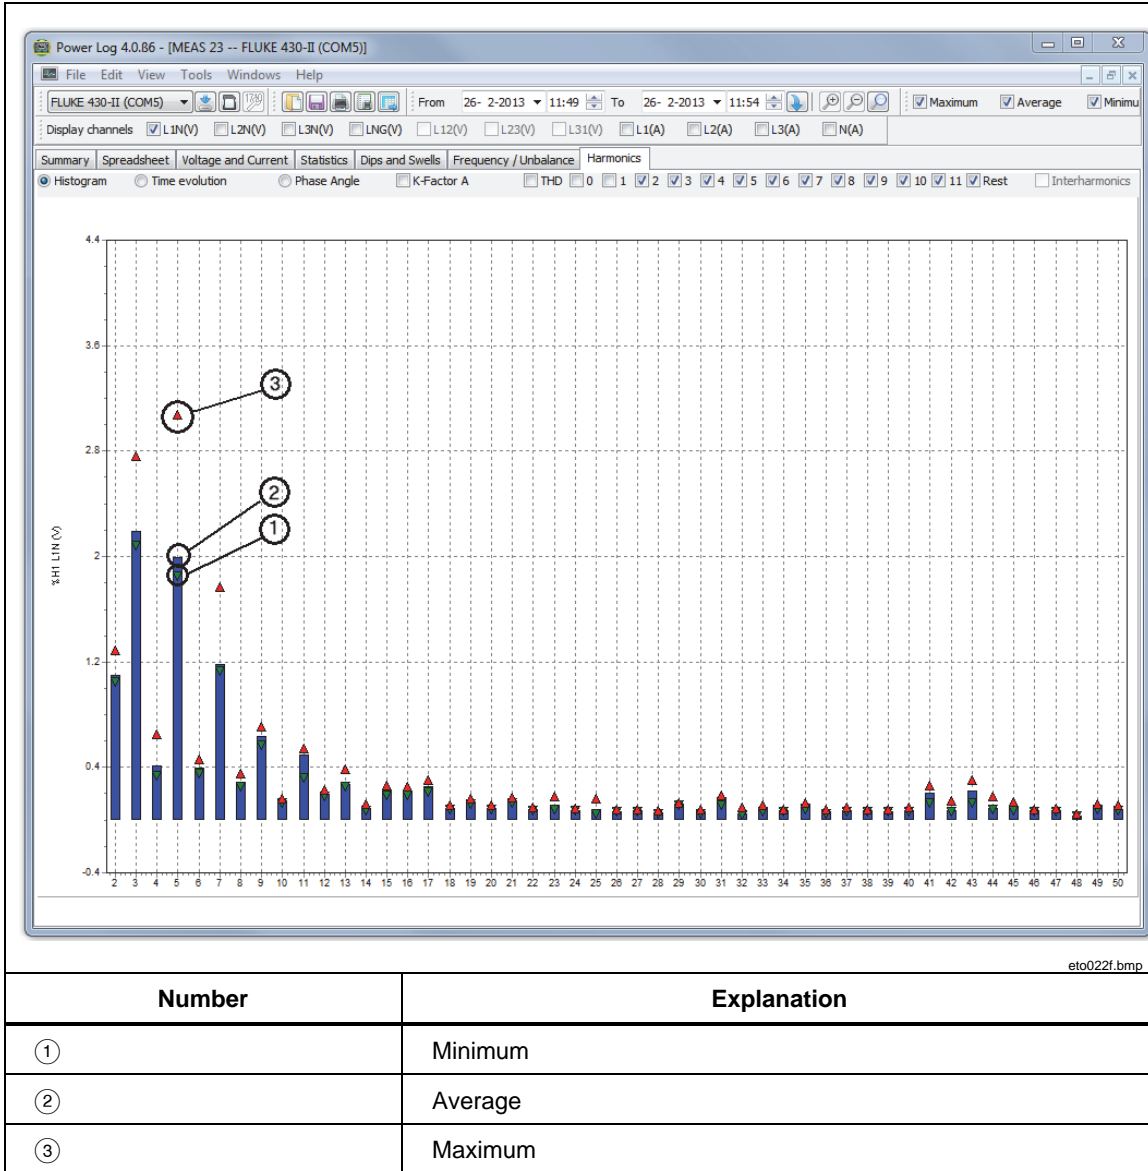 Power Log 4.0.ß6 - [MEAS 23 -- FLUKE 430-II (COM5)]
File Edit View Tools Windows Help
FLUKE 430-II (COM5) From 26- 2-2013 11:49 To 26- 2-2013 11:54 Maximum Average Minimu
Display channels L1N(V) L2N(V) L3N(V) LNG(V) L12(V) L23(V) L31(V) L1(A) L2(A) L3(A) N(A)
Summary Spreadsheet Voltage and Current Statistics Dips and Swells Frequency / Unbalance Harmonics
Histogram Time evolution Phase Angle K-Factor A THD 0 1 2 3 4 5 6 7 8 9 10 11 Rest Interharmonics
4.4
3.6
3
2.8
2
1
2
%H1 L1N (V)
1.2
0.4
-0.4
2 3 4 5 6 7 8 9 10 11 12 13 14 15 16 17 18 19 20 21 22 23 24 25 26 27 28 29 30 31 32 33 34 35 36 37 38 39 40 41 42 43 44 45 46 47 48 49 50
eto022f.bmp
Number Explanation
① Minimum
② Average
③ Maximum